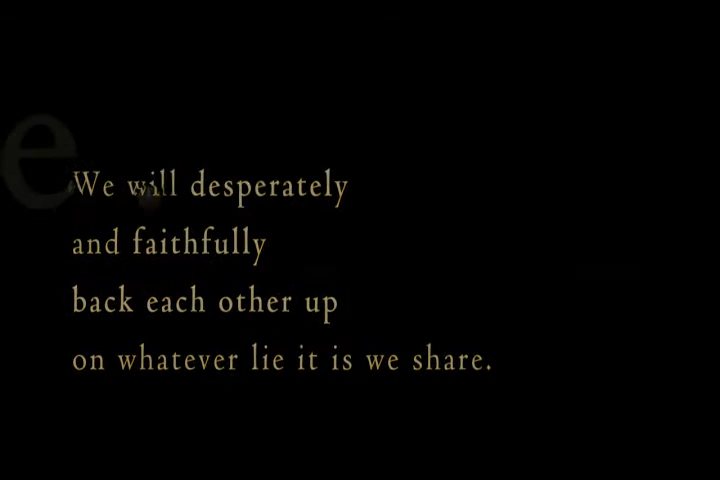 We will desperately
and faithfully
back each other up
on whatever lie it is we share.